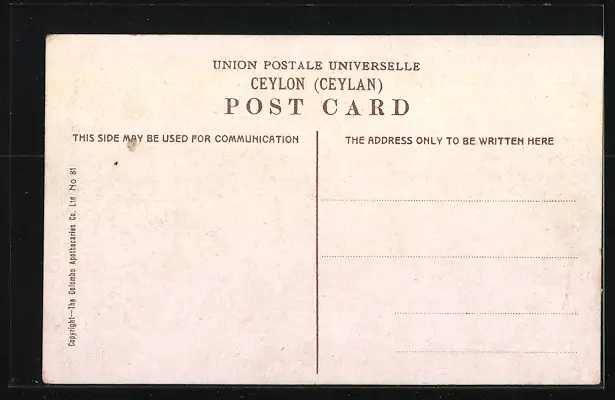 UNION POSTALE UNIVERSELLE
CEYLON (CEYLAN)
POST CARD
THIS SIDE MAY BE USED FOR COMMUNICATION
THE ADDRESS ONLY TO BE WRITTEN HERE
Copyright—The Colombo Apothecaries Co. Ltd No 81